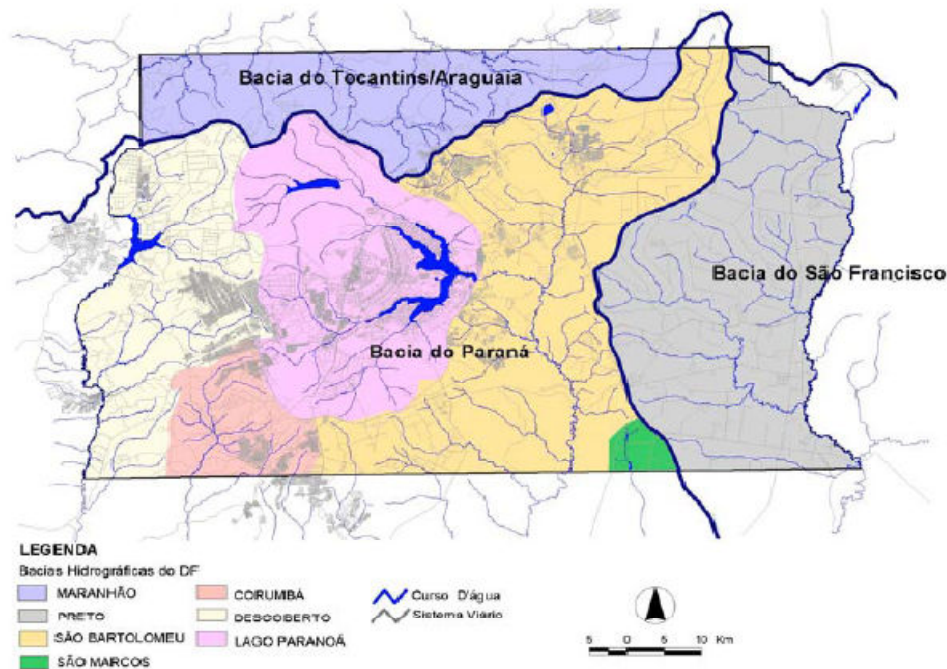 Bacia do Tocantins/Araguaia
Bacia do São Francisco
Bacia do Paraná
LEGENDA
Bacias Hidrográficas do DF
MARANHÃO
PRETO
SÃO BARTOLOMEU
SÃO MARCOS
CORUMBÁ
DESCOBERTO
LAGO PARANOÁ
Curso D'água
Sistema Viário
5 0 5 10 Km